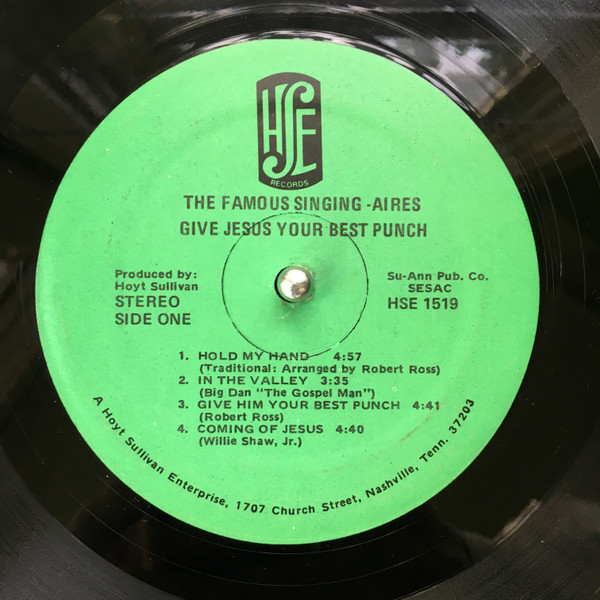 HSE
RECORDS
THE FAMOUS SINGING -AIRES
GIVE JESUS YOUR BEST PUNCH
Produced by:
Hoyt Sullivan
STEREO
SIDE ONE
Su-Ann Pub. Co.
SESAC
HSE 1519
1. HOLD MY HAND 4:57
(Traditional: Arranged by Robert Ross)
2. IN THE VALLEY 3:35
(Big Dan "The Gospel Man")
3. GIVE HIM YOUR BEST PUNCH 4:41
(Robert Ross)
4. COMING OF JESUS 4:40
(Willie Shaw, Jr.)
A Hoyt Sullivan Enterprise, 1707 Church Street, Nashville, Tenn. 37203